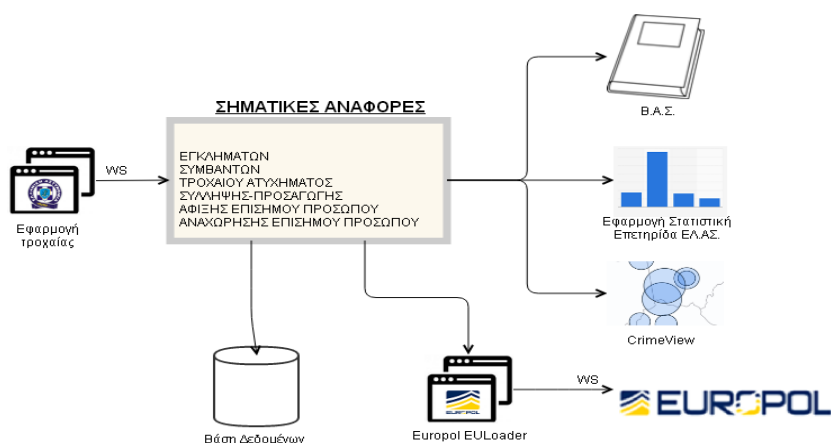 ΣΗΜΑΤΙΚΕΣ ΑΝΑΦΟΡΕΣ
ΕΓΚΛΗΜΑΤΩΝ
ΣΥΜΒΑΝΤΩΝ
ΤΡΟΧΑΙΟΥ ΑΤΥΧΗΜΑΤΟΣ
ΣΥΛΛΗΨΗΣ-ΠΡΟΣΑΓΩΓΗΣ
ΑΦΙΞΗΣ ΕΠΙΣΗΜΟΥ ΠΡΟΣΩΠΟΥ
ΑΝΑΧΩΡΗΣΗΣ ΕΠΙΣΗΜΟΥ ΠΡΟΣΩΠΟΥ
WS
Εφαρμογή
τροχαίας
Β.Α.Σ.
Εφαρμογή Στατιστική
Επετηρίδα ΕΛ.ΑΣ.
CrimeView
Βάση Δεδομένων
Europol EULoader
WS
EUROPOL